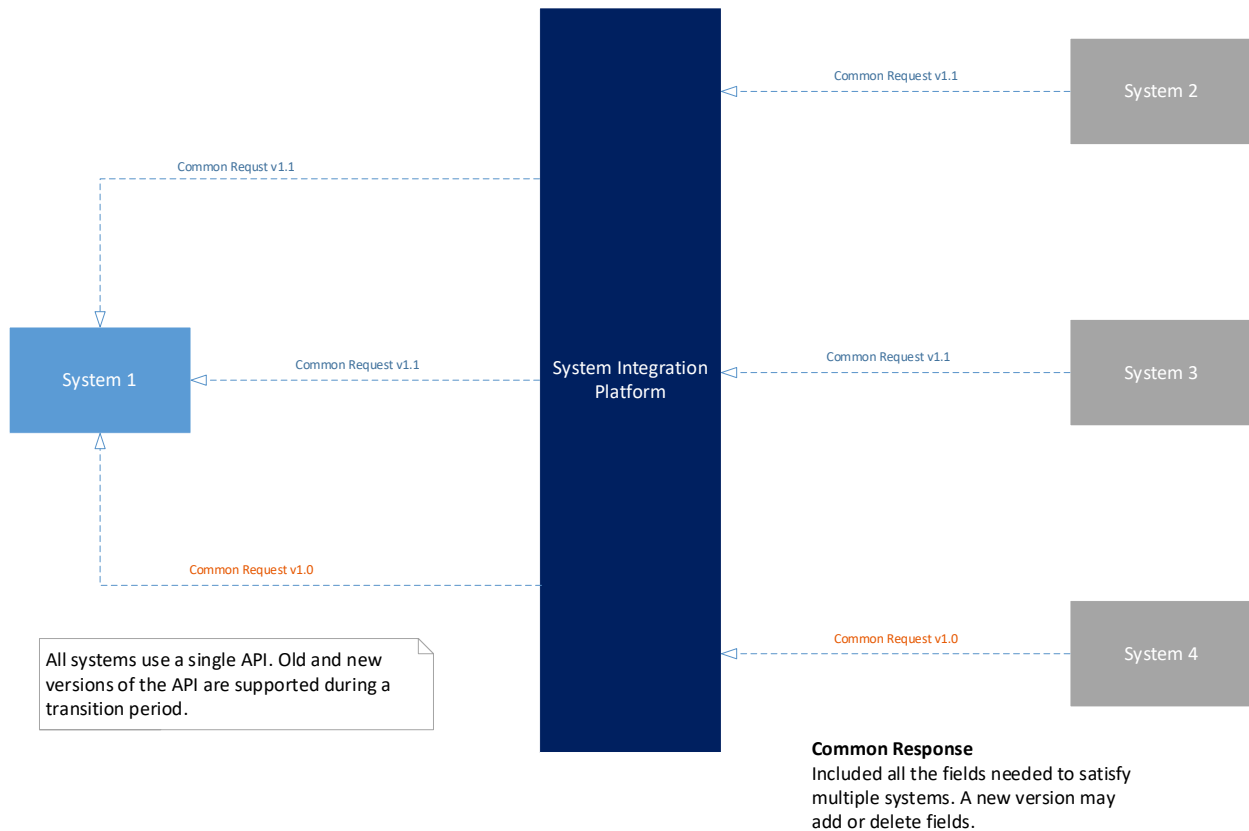 Common Request v1.1
System 2
Common Requst v1.1
Common Request v1.1
System 1
System Integration
Platform
Common Request v1.1
System 3
Common Request v1.0
Common Request v1.0
System 4
All systems use a single API. Old and new
versions of the API are supported during a
transition period.
Common Response
Included all the fields needed to satisfy
multiple systems. A new version may
add or delete fields.